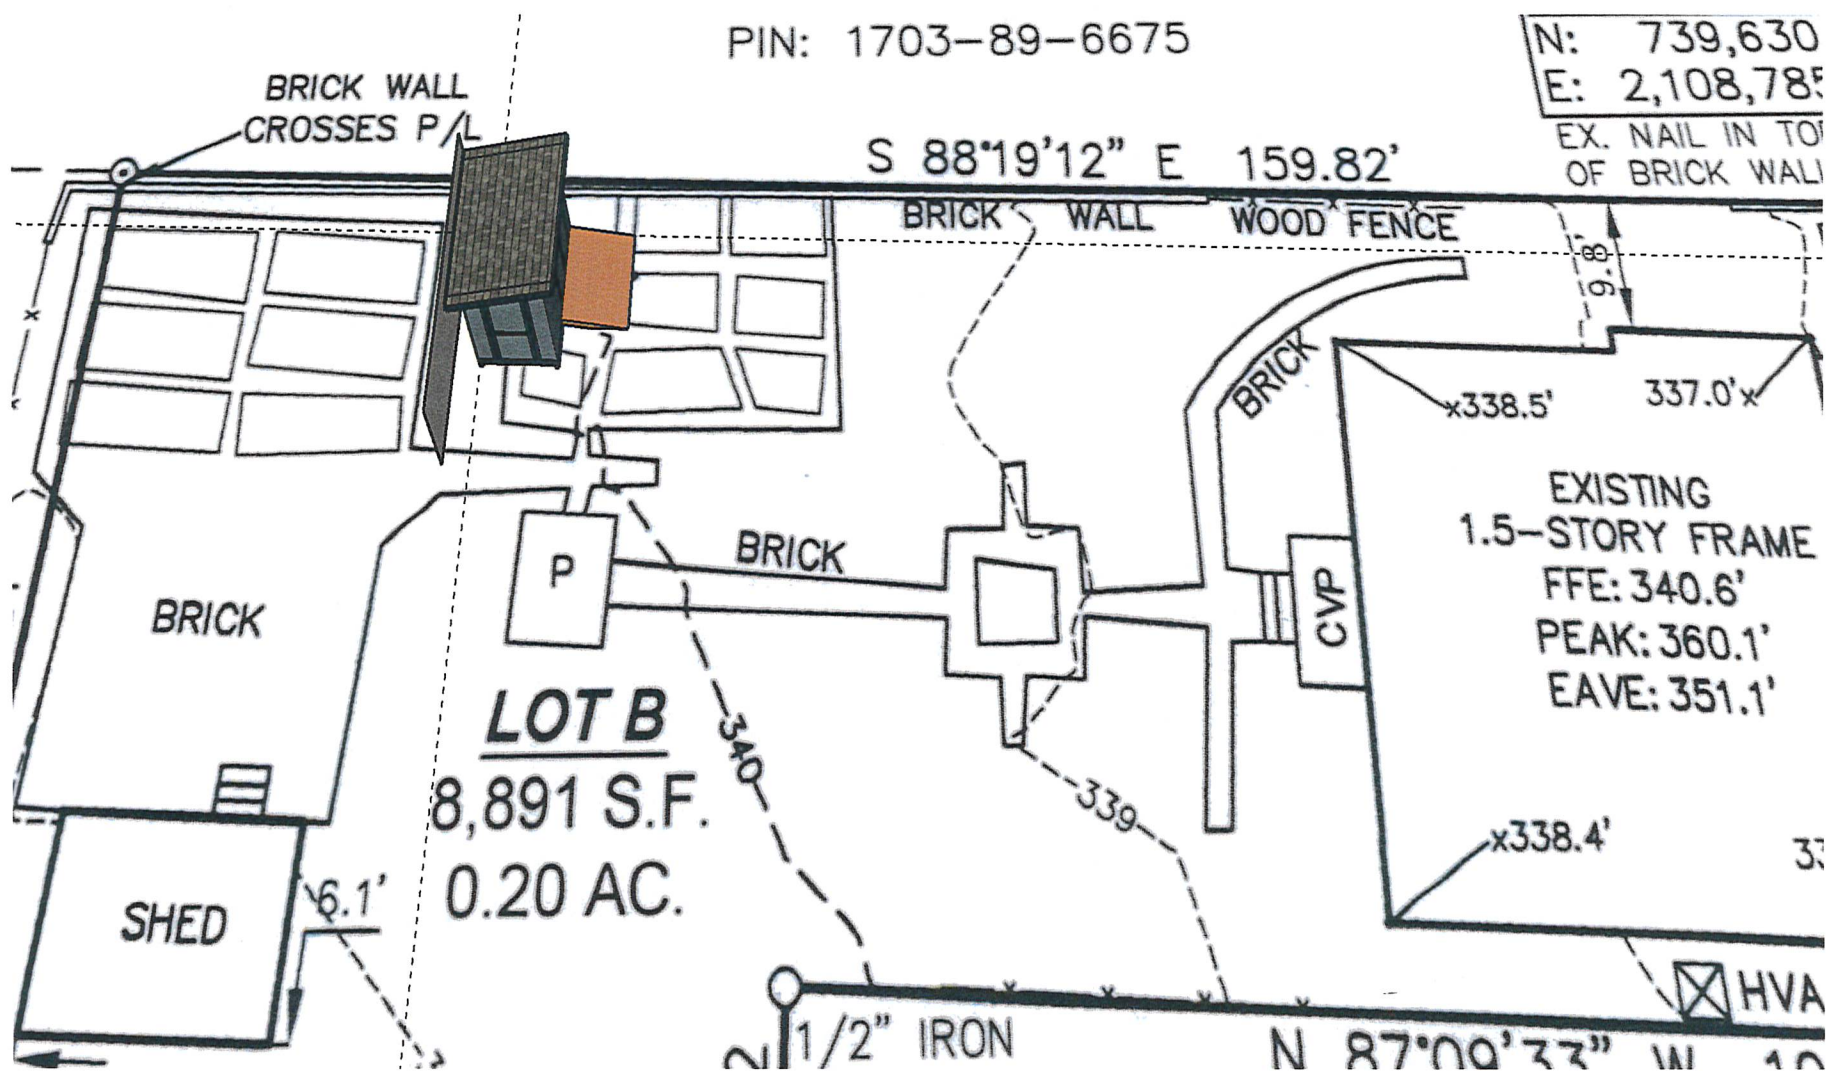 PIN: 1703-89-6675
N: 739,630
E: 2,108,785
EX. NAIL IN TO
OF BRICK WALL
BRICK WALL
CROSSES P/L
S 88°19'12" E 159.82'
BRICK WALL
WOOD FENCE
9.8'
x
BRICK
x338.5'
337.0'x
EXISTING
1.5-STORY FRAME
FFE: 340.6'
PEAK: 360.1'
EAVE: 351.1'
P
BRICK
CVP
BRICK
LOT B
8,891 S.F.
0.20 AC.
340
339
x338.4'
SHED
6.1'
HVA
1/2" IRON
N 87°09'33" W